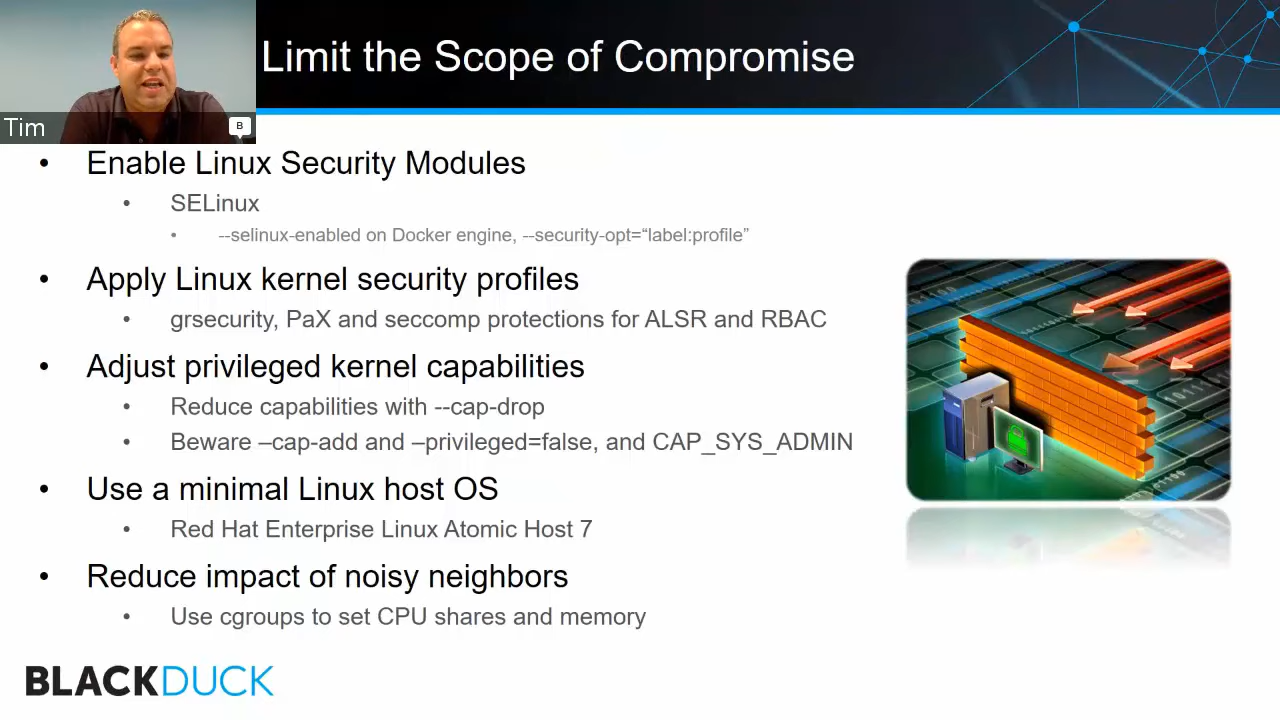 Limit the Scope of Compromise
Tim
B
• Enable Linux Security Modules
• SELinux
• --selinux-enabled on Docker engine, --security-opt=“label:profile”
• Apply Linux kernel security profiles
• grsecurity, PaX and seccomp protections for ALSR and RBAC
• Adjust privileged kernel capabilities
• Reduce capabilities with --cap-drop
• Beware –cap-add and –privileged=false, and CAP_SYS_ADMIN
• Use a minimal Linux host OS
• Red Hat Enterprise Linux Atomic Host 7
• Reduce impact of noisy neighbors
• Use cgroups to set CPU shares and memory
BLACKDUCK